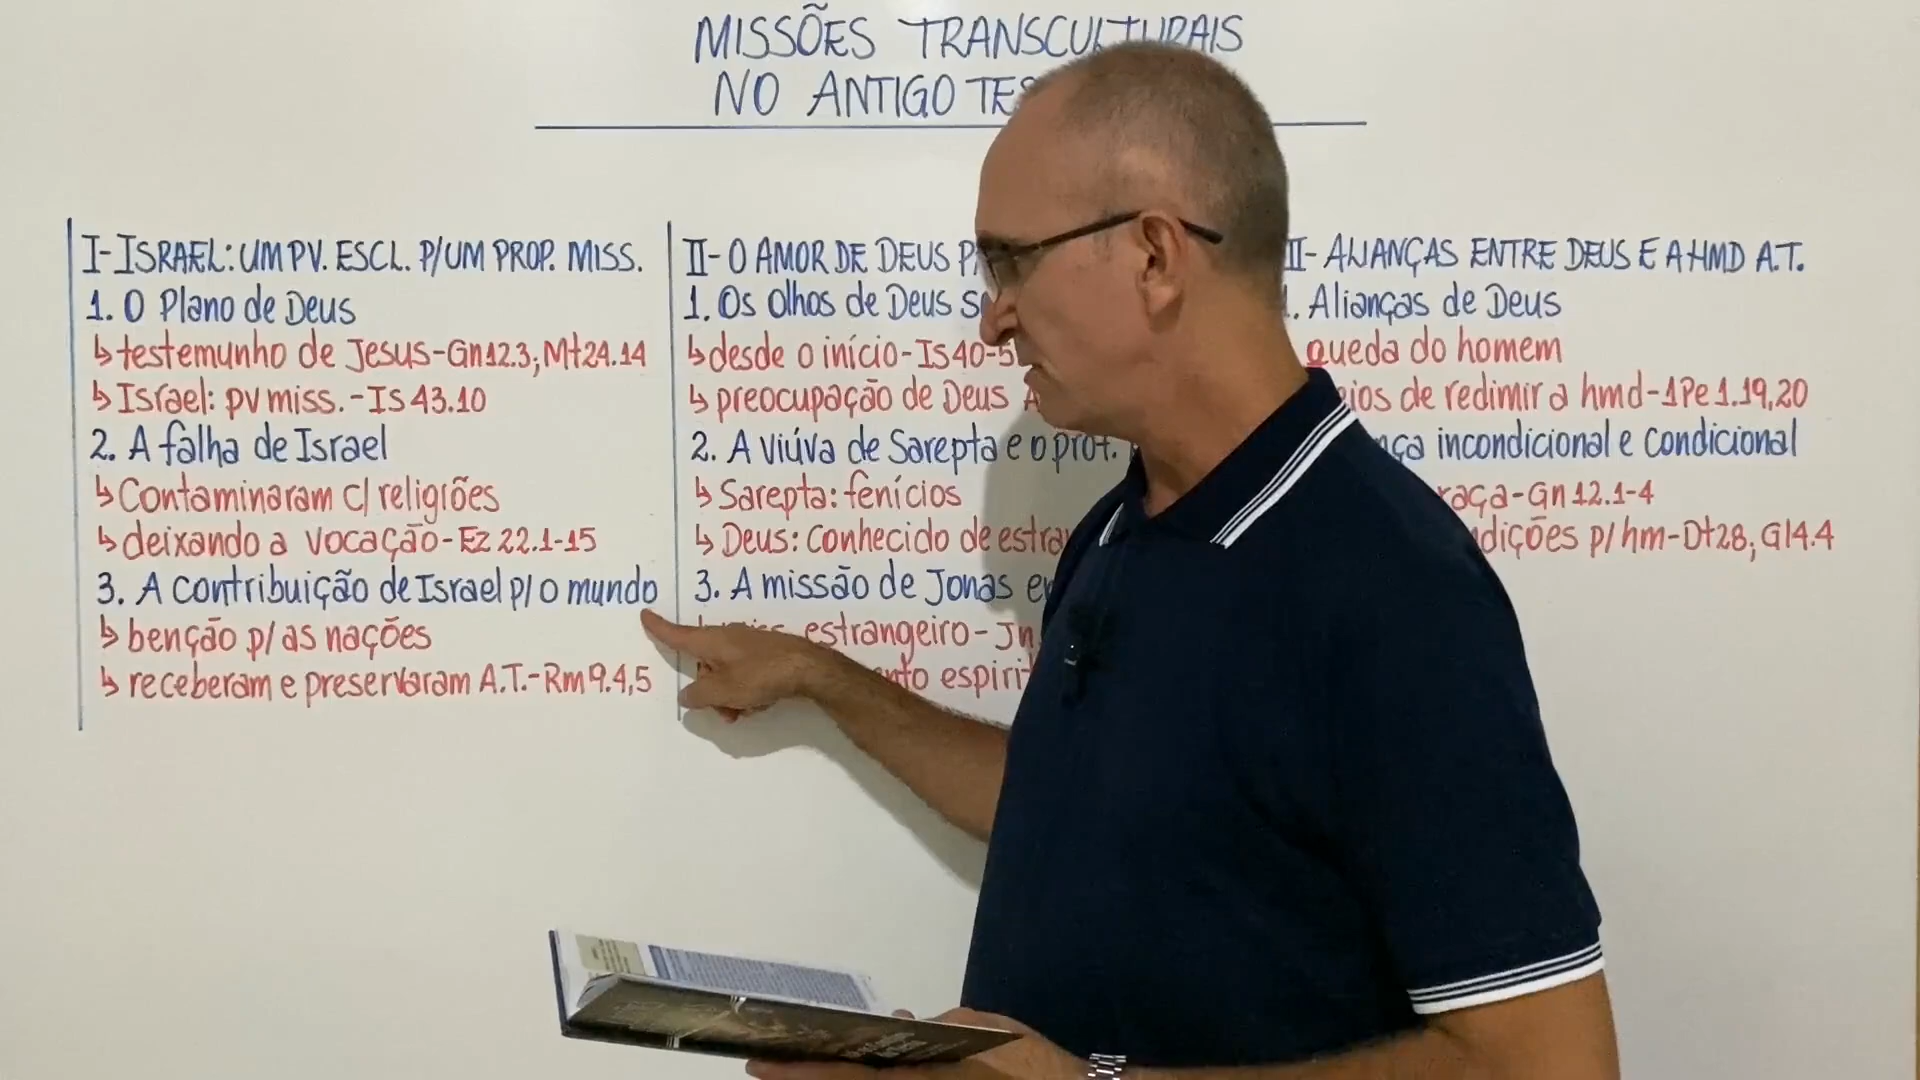 MISSÕES TRANSCULTURAIS
NO ANTIGO
I-ISRAEL: UM PV. ESCL. P/UM PROP. MISS.
1. O Plano de Deus
↳testemunho de Jesus-Gn12.3; Mt24.14
↳Israel: pv miss.-Is 43.10
2. A falha de Israel
↳Contaminaram c/ religiões
↳deixando a vocação-Ez 22.1-15
3. A contribuição de Israel p/ o mundo
↳benção p/ as nações
↳receberam e preservaram A.T.-Rm 9.4,5
II- O AMOR DE DEUS
1. Os Olhos de Deus
↳desde o início-Is 40-5
↳preocupação de Deus
2. A viúva de Sarepta e o prof.
↳Sarepta: fenícios
↳Deus: conhecido de
3. A missão de Jonas
estrangeiro-Jn
II- ALIANÇAS ENTRE DEUS E A HMD A.T.
. Alianças de Deus
queda do homem
de redimir a hmd-1Pe 1.19,20
incondicional e condicional
-Gn 12.1-4
p/ hm-Dt28; Gl4.4